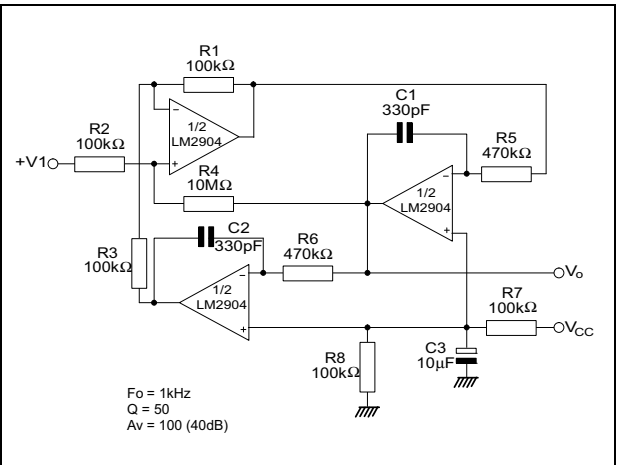 R1
100kΩ
R2
100kΩ
+V1
-
1/2
LM2904
+
R4
10MΩ
C1
330pF
R5
470kΩ
-
1/2
LM2904
+
R3
100kΩ
C2
330pF
R6
470kΩ
-
1/2
LM2904
+
Vo
R7
100kΩ
VCC
R8
100kΩ
C3
10μF
Fo = 1kHz
Q = 50
Av = 100 (40dB)